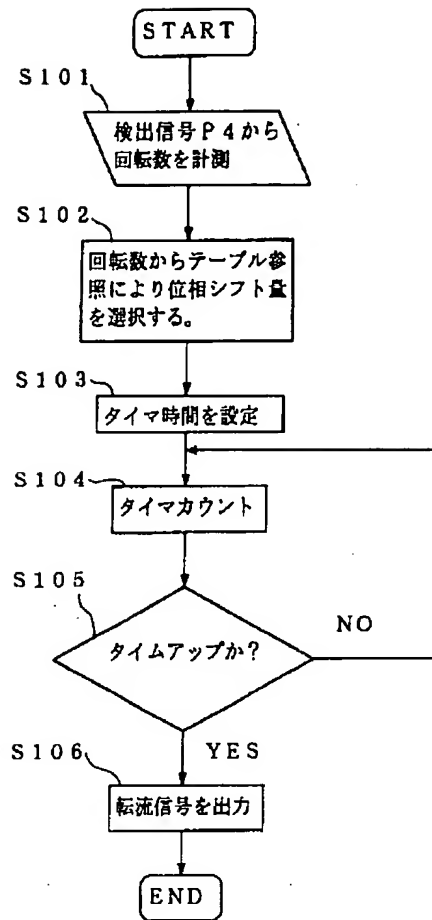 START
S101
検出信号P4から
回転数を計測
S102
回転数からテーブル参
照により位相シフト量
を選択する。
S103
タイマ時間を設定
S104
タイマカウント
S105
タイムアップか?
NO
YES
S106
転流信号を出力
END